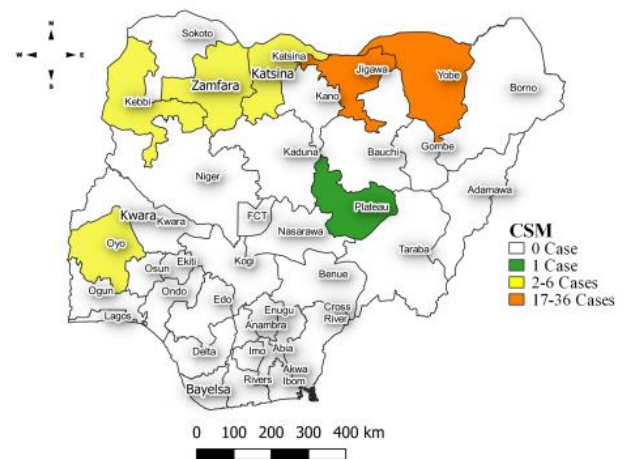 N
W E
S
Sokoto
Katsina
Jigawa
Yobe
Zamfara
Katsina
Borno
Kebbi
Kano
Kaduna
Bauchi
Gombe
Niger
Adamawa
Plateau
Kwara
Kwara
FCT
Nasarawa
Taraba
Oyo
Osun
Ekiti
Kogi
Benue
Ogun
Ondo
Edo
Lagos
Enugu
Cross
River
Anambra
Delta
Imo
Abia
Akwa
Ibom
Bayelsa
Rivers
CSM
0 Case
1 Case
2-6 Cases
17-36 Cases
0 100 200 300 400 km